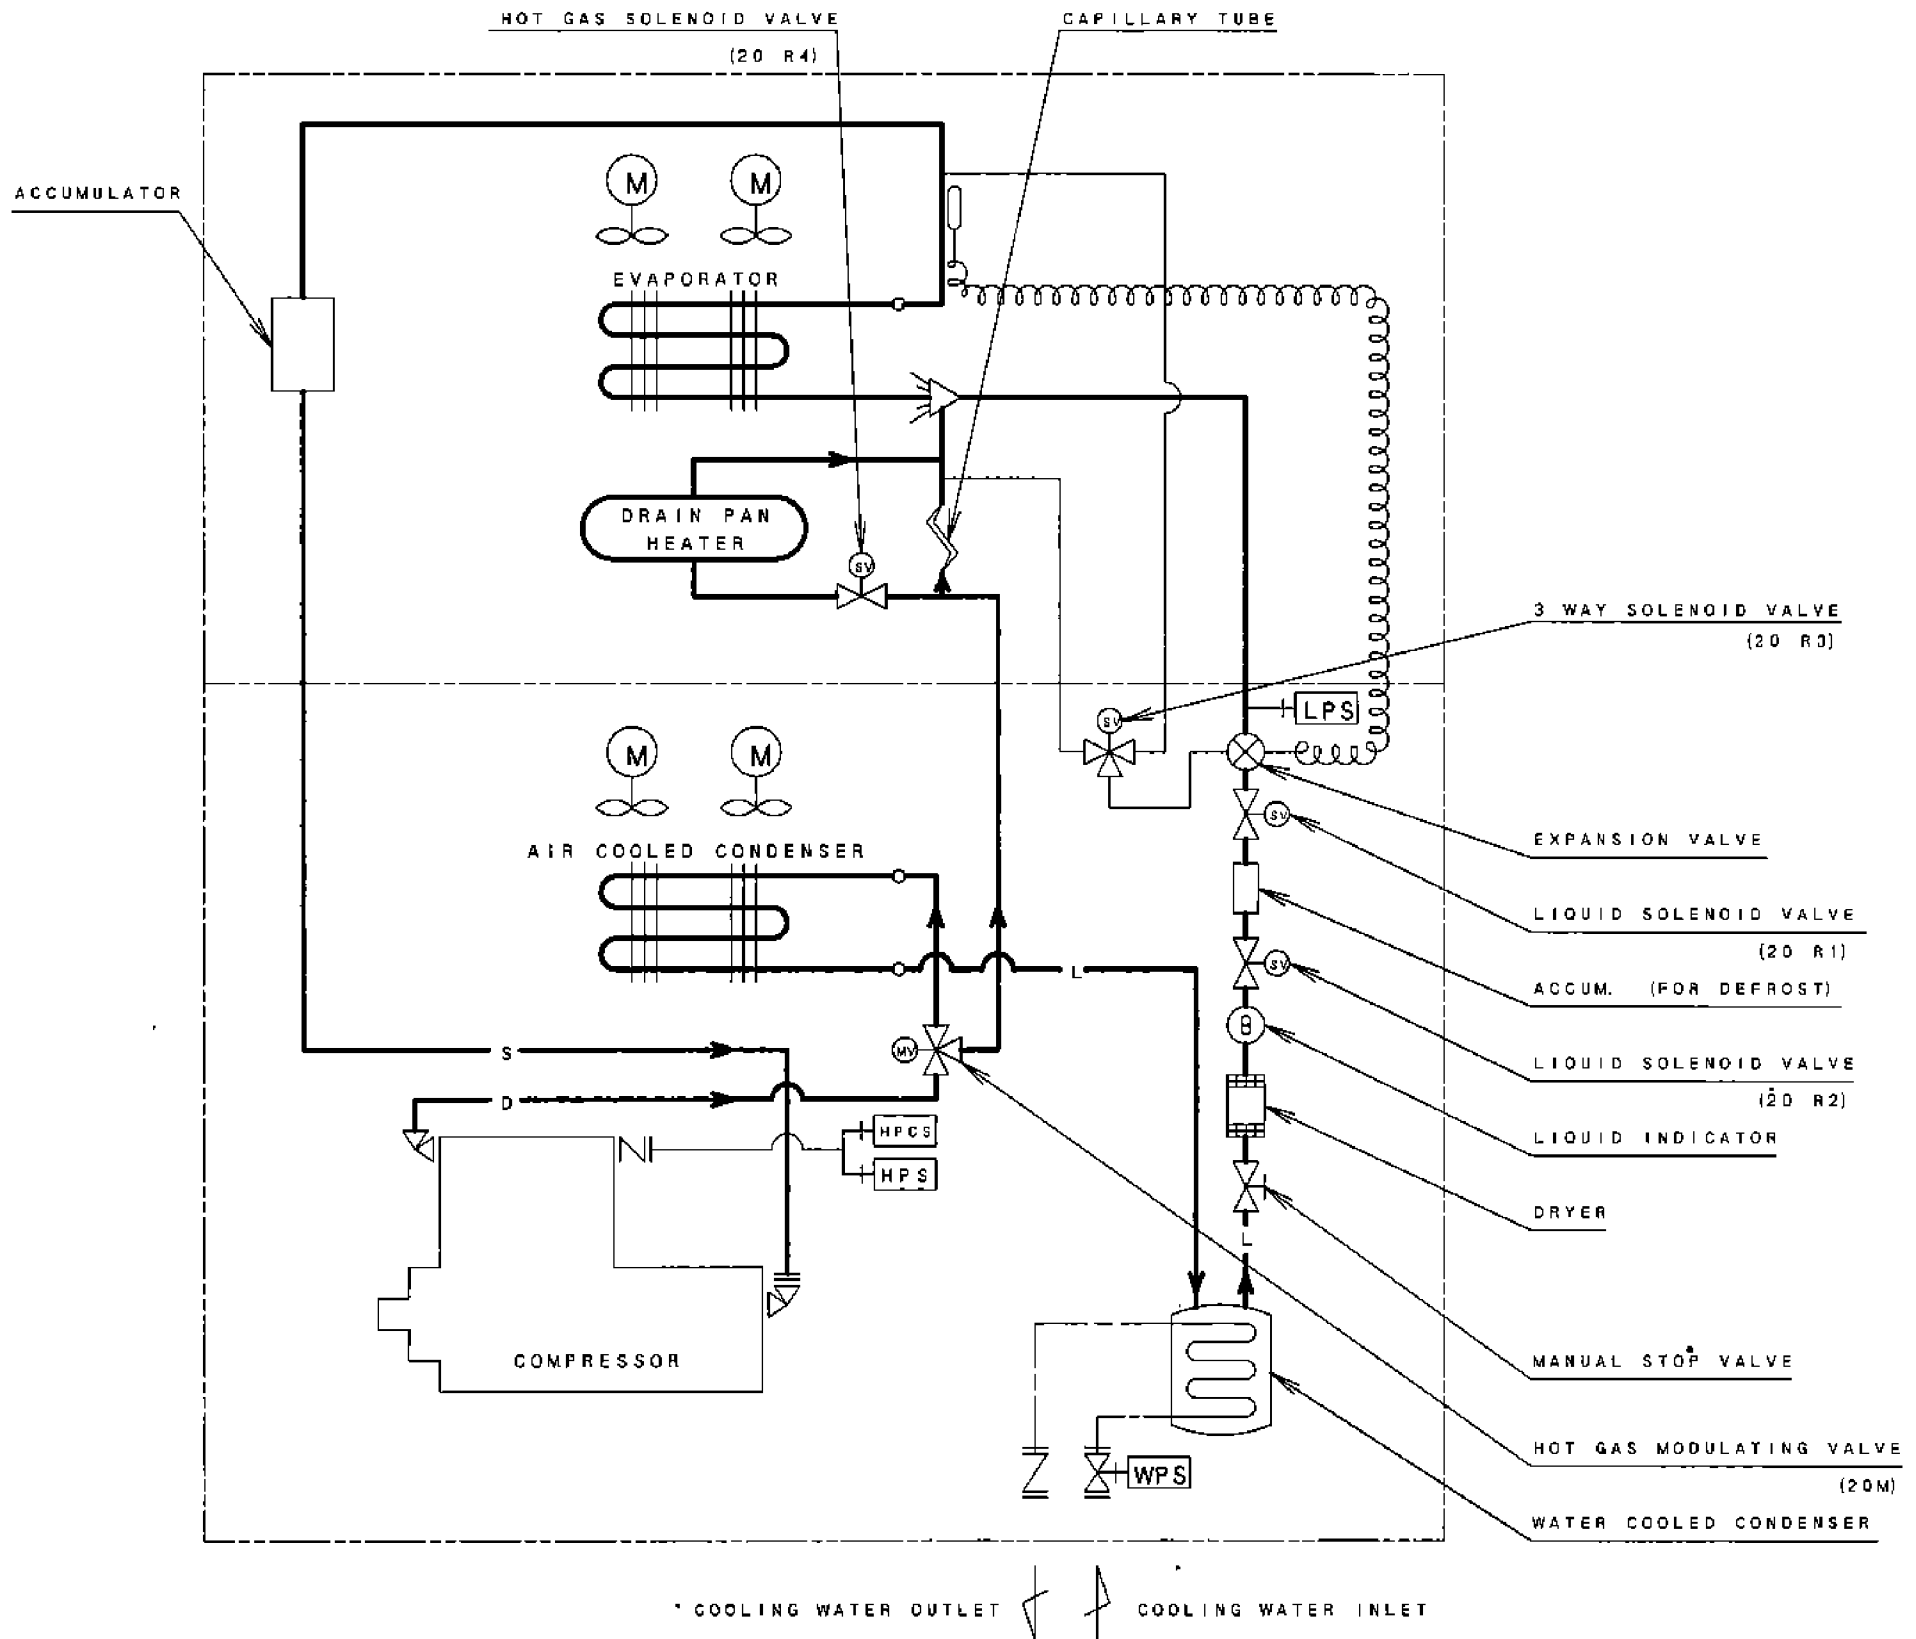 HOT GAS SOLENOID VALVE
(20 R4)
CAPILLARY TUBE
ACCUMULATOR
M
M
EVAPORATOR
DRAIN PAN
HEATER
SV
3 WAY SOLENOID VALVE
(20 R3)
SV
LPS
M
M
AIR COOLED CONDENSER
SV
EXPANSION VALVE
LIQUID SOLENOID VALVE
(20 R1)
SV
L
ACCUM. (FOR DEFROST)
S
MV
LIQUID SOLENOID VALVE
(20 R2)
D
HPCS
HPS
LIQUID INDICATOR
DRYER
L
COMPRESSOR
MANUAL STOP VALVE
WPS
HOT GAS MODULATING VALVE
(20M)
WATER COOLED CONDENSER
COOLING WATER OUTLET
COOLING WATER INLET